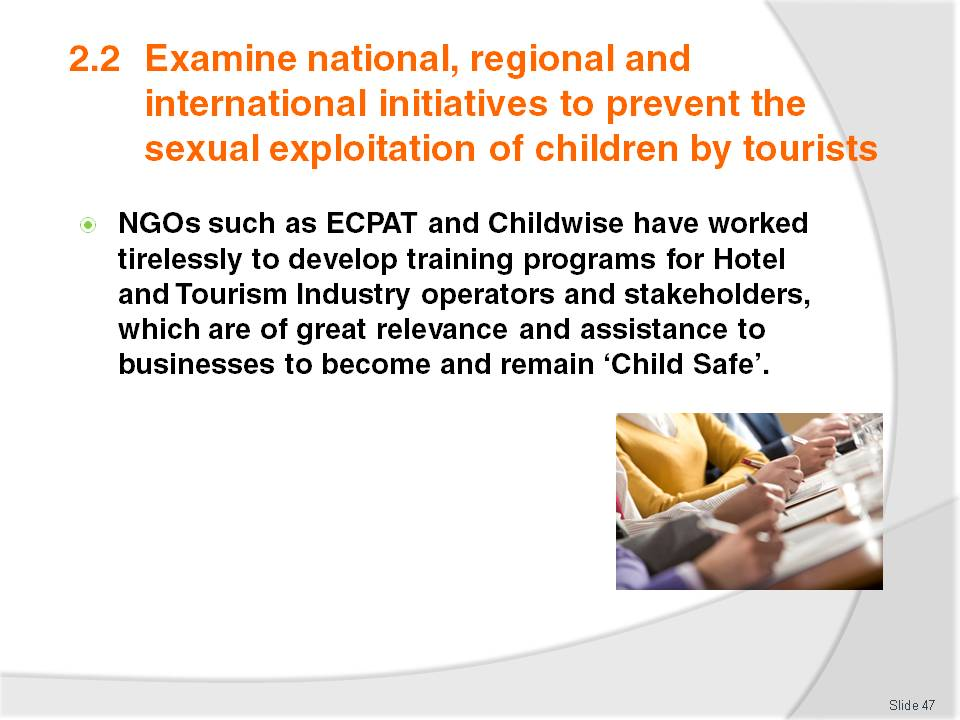 2.2 Examine national, regional and
international initiatives to prevent the
sexual exploitation of children by tourists
NGOs such as ECPAT and Childwise have worked
tirelessly to develop training programs for Hotel
and Tourism Industry operators and stakeholders,
which are of great relevance and assistance to
businesses to become and remain ‘Child Safe’.
Slide 47